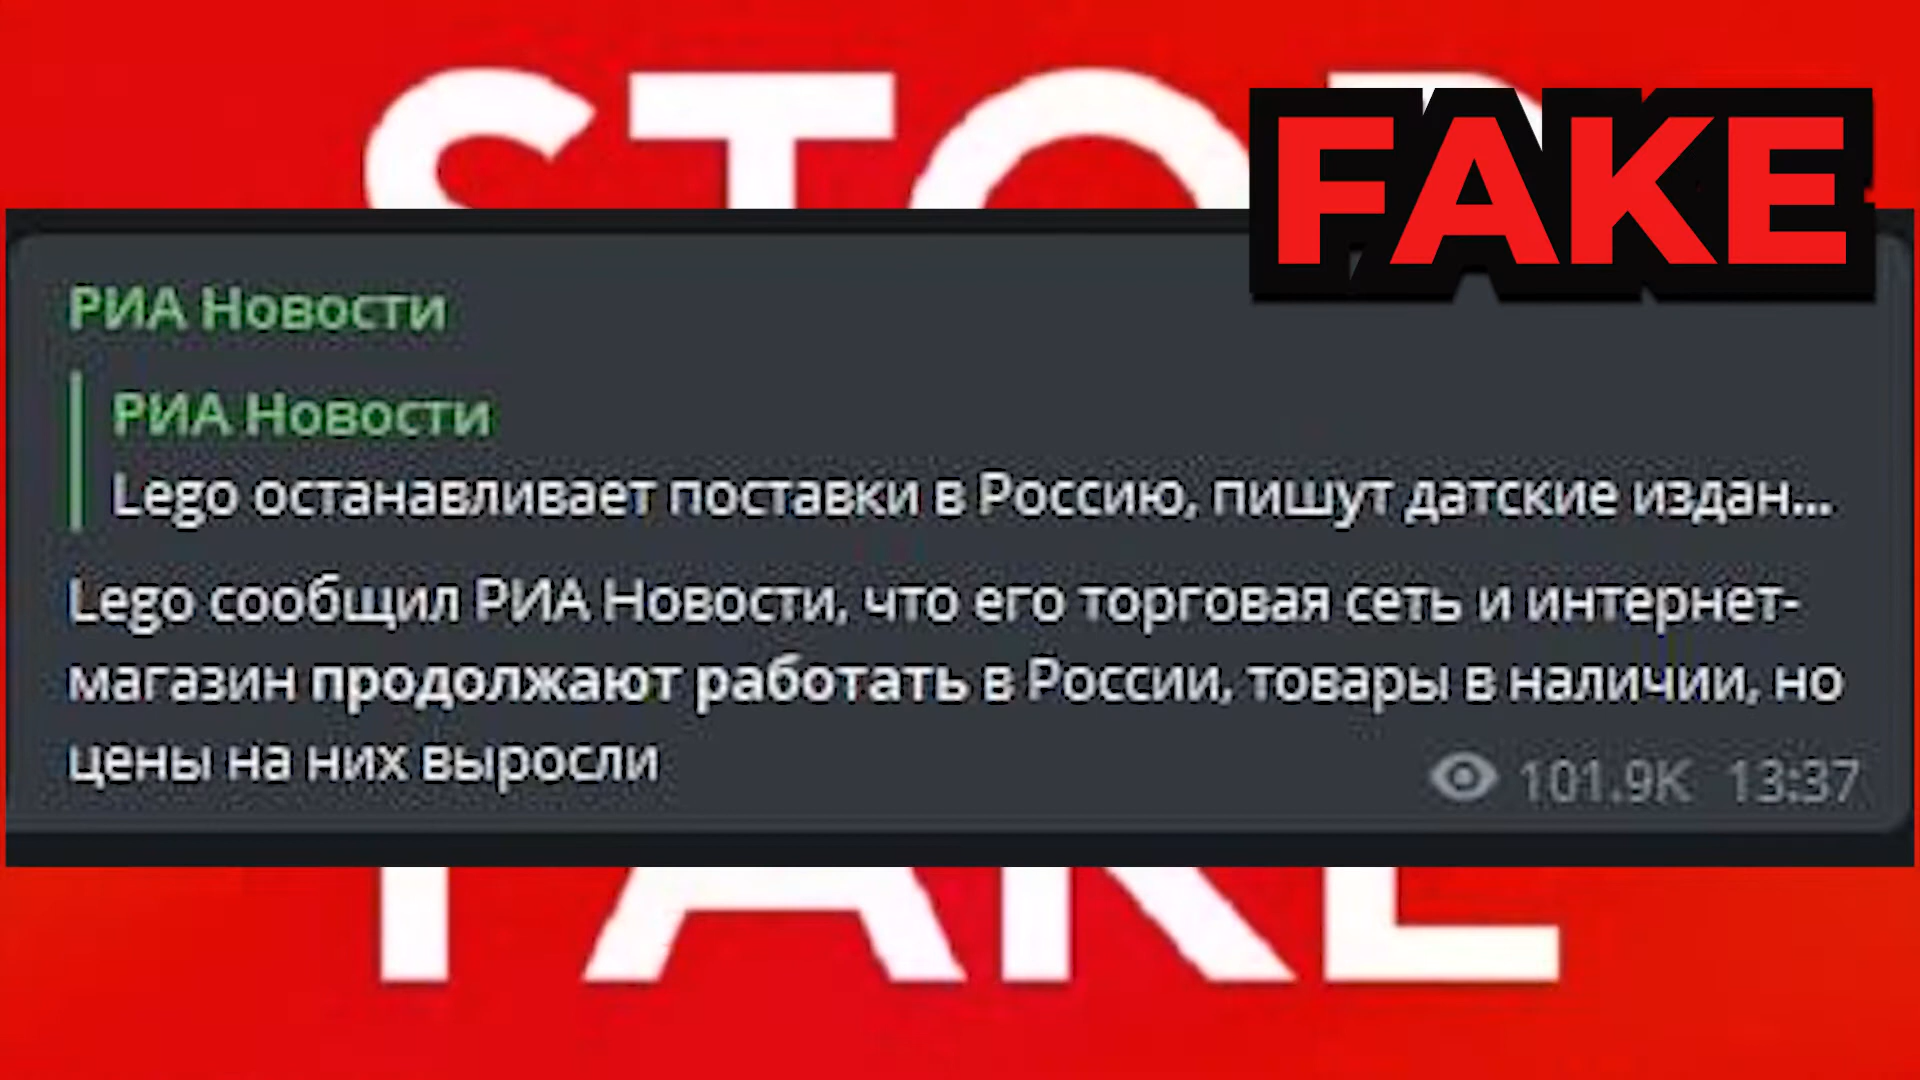 STOP
FAKE
РИА Новости
РИА Новости
Lego останавливает поставки в Россию, пишут датские издан...
Lego сообщил РИА Новости, что его торговая сеть и интернет-
магазин продолжают работать в России, товары в наличии, но
цены на них выросли
101.9K 13:37
FAKE